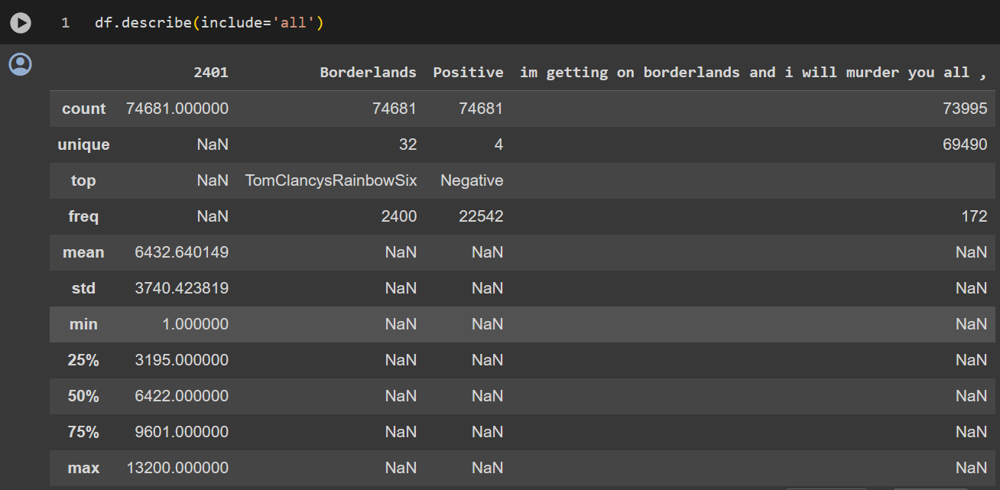 1 df.describe(include='all')
2401 Borderlands Positive im getting on borderlands and i will murder you all ,
count 74681.000000 74681 74681 73995
unique NaN 32 4 69490
top NaN TomClancysRainbowSix Negative
freq NaN 2400 22542 172
mean 6432.640149 NaN NaN NaN
std 3740.423819 NaN NaN NaN
min 1.000000 NaN NaN NaN
25% 3195.000000 NaN NaN NaN
50% 6422.000000 NaN NaN NaN
75% 9601.000000 NaN NaN NaN
max 13200.000000 NaN NaN NaN